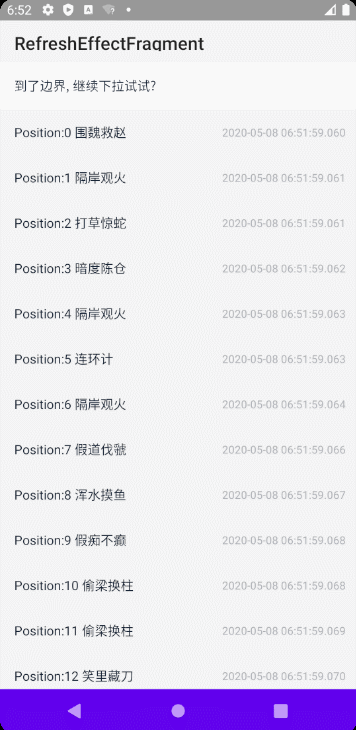 6:52
RefreshEffectFragment
到了边界, 继续下拉试试?
Position:0 围魏救赵 2020-05-08 06:51:59.060
Position:1 隔岸观火 2020-05-08 06:51:59.061
Position:2 打草惊蛇 2020-05-08 06:51:59.061
Position:3 暗度陈仓 2020-05-08 06:51:59.062
Position:4 隔岸观火 2020-05-08 06:51:59.063
Position:5 连环计 2020-05-08 06:51:59.063
Position:6 隔岸观火 2020-05-08 06:51:59.064
Position:7 假道伐虢 2020-05-08 06:51:59.066
Position:8 浑水摸鱼 2020-05-08 06:51:59.067
Position:9 假痴不癫 2020-05-08 06:51:59.068
Position:10 偷梁换柱 2020-05-08 06:51:59.068
Position:11 偷梁换柱 2020-05-08 06:51:59.069
Position:12 笑里藏刀 2020-05-08 06:51:59.070